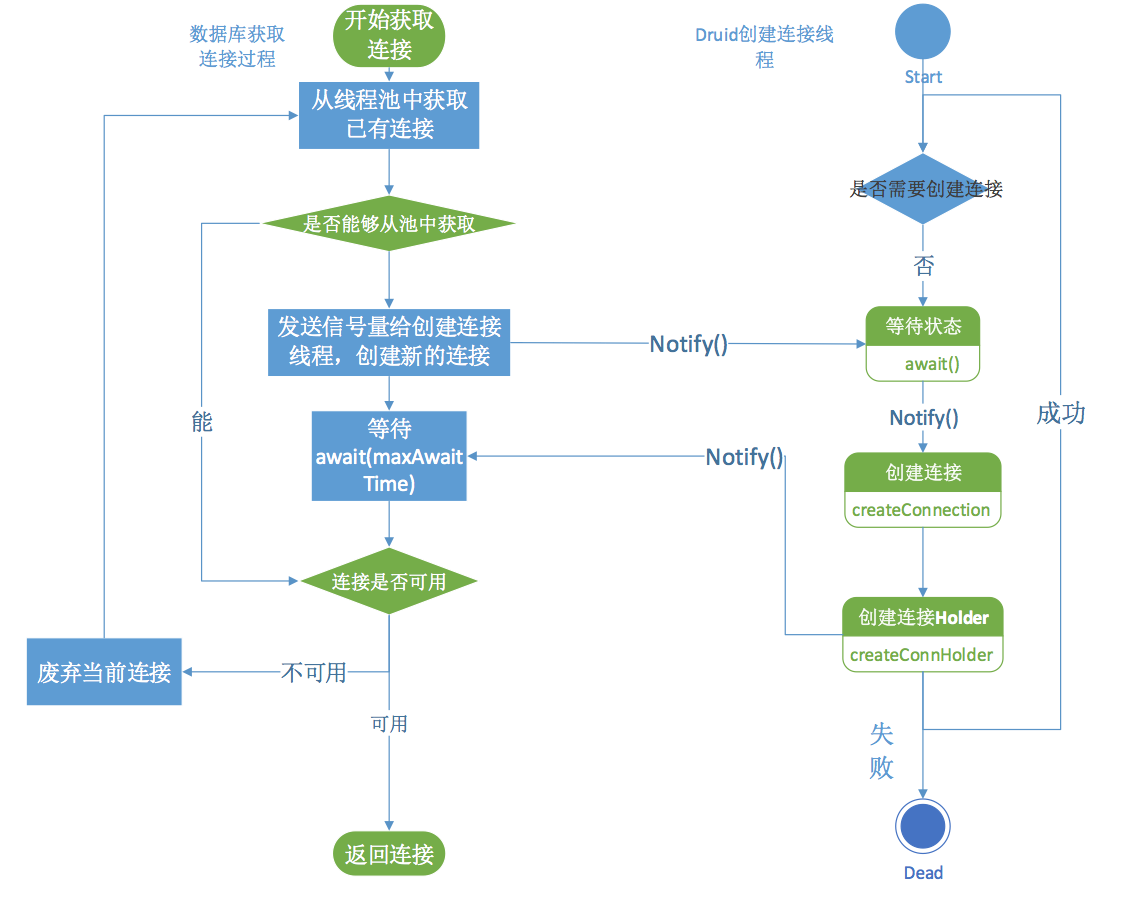 数据库获取
连接过程
开始获取
连接
从线程池中获取
已有连接
是否能够从池中获取
发送信号量给创建连接
线程，创建新的连接
能
等待
await(maxAwait
Time)
连接是否可用
废弃当前连接
不可用
可用
返回连接
Notify()
Notify()
Druid创建连接线
程
Start
是否需要创建连接
否
等待状态
await()
Notify()
成功
创建连接
createConnection
创建连接Holder
createConnHolder
失
败
Dead